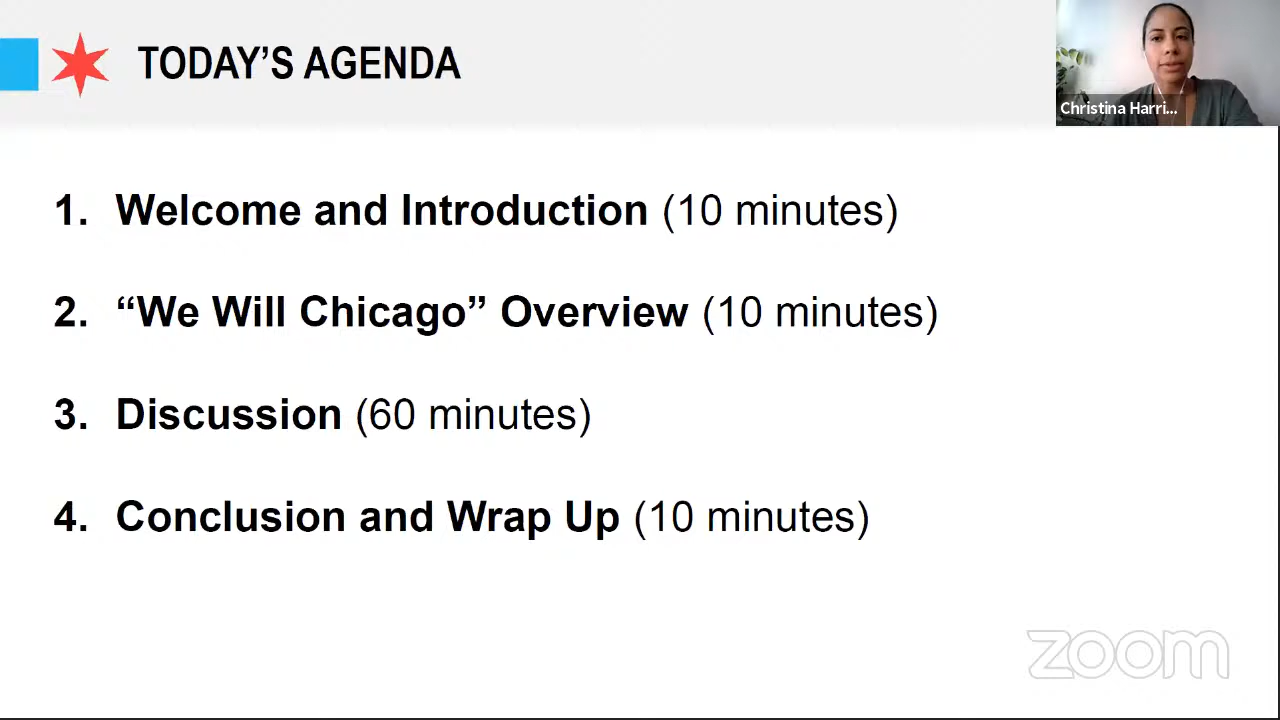 TODAY’S AGENDA
Christina Harri...
1. Welcome and Introduction (10 minutes)
2. “We Will Chicago” Overview (10 minutes)
3. Discussion (60 minutes)
4. Conclusion and Wrap Up (10 minutes)
zoom